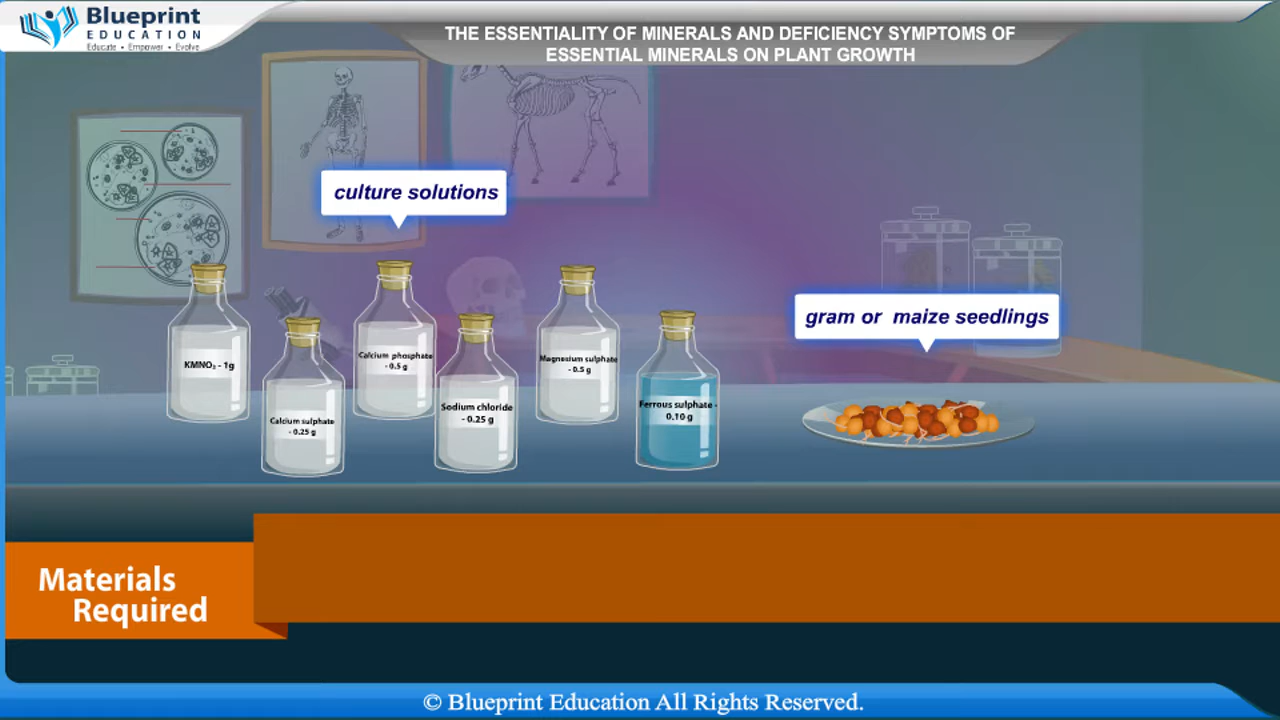 Blueprint
EDUCATION
Educate • Empower • Evolve
THE ESSENTIALITY OF MINERALS AND DEFICIENCY SYMPTOMS OF
ESSENTIAL MINERALS ON PLANT GROWTH
culture solutions
gram or maize seedlings
KMNO₃ - 1g
Calcium sulphate
- 0.25 g
Calcium phosphate
- 0.5 g
Sodium chloride
- 0.25 g
Magnesium sulphate
- 0.5 g
Ferrous sulphate -
0.10 g
Materials
Required
© Blueprint Education All Rights Reserved.